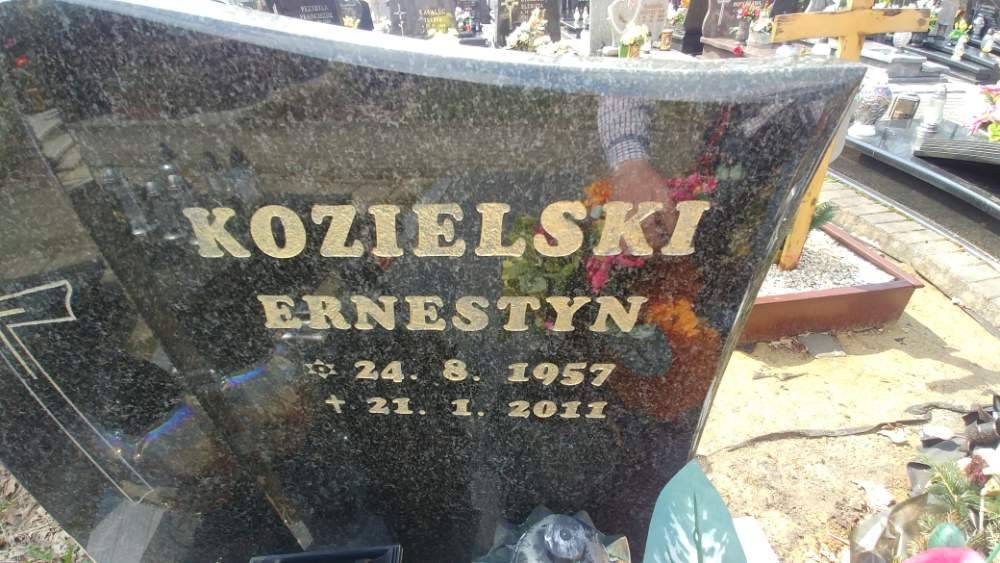 KOZIELSKI
ERNESTYN
✡ 24. 8. 1957
✝ 21. 1. 2011